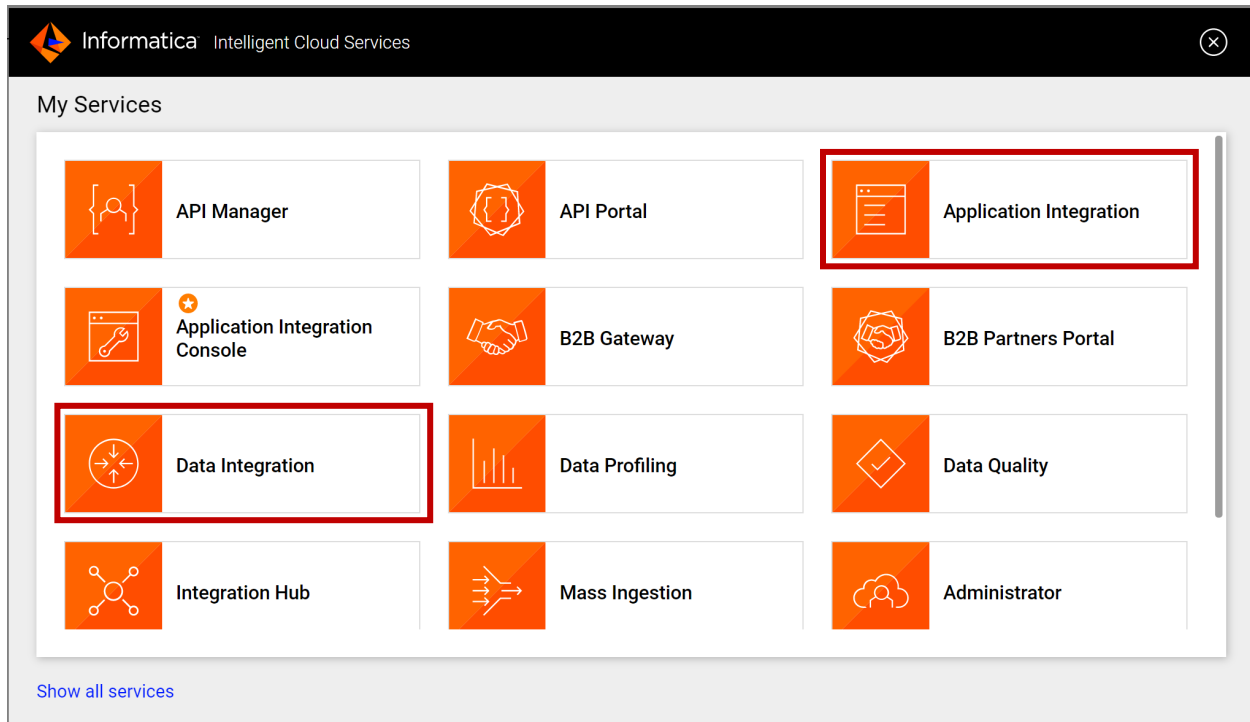 Informatica Intelligent Cloud Services
My Services
API Manager
API Portal
Application Integration
Application Integration
Console
B2B Gateway
B2B Partners Portal
Data Integration
Data Profiling
Data Quality
Integration Hub
Mass Ingestion
Administrator
Show all services